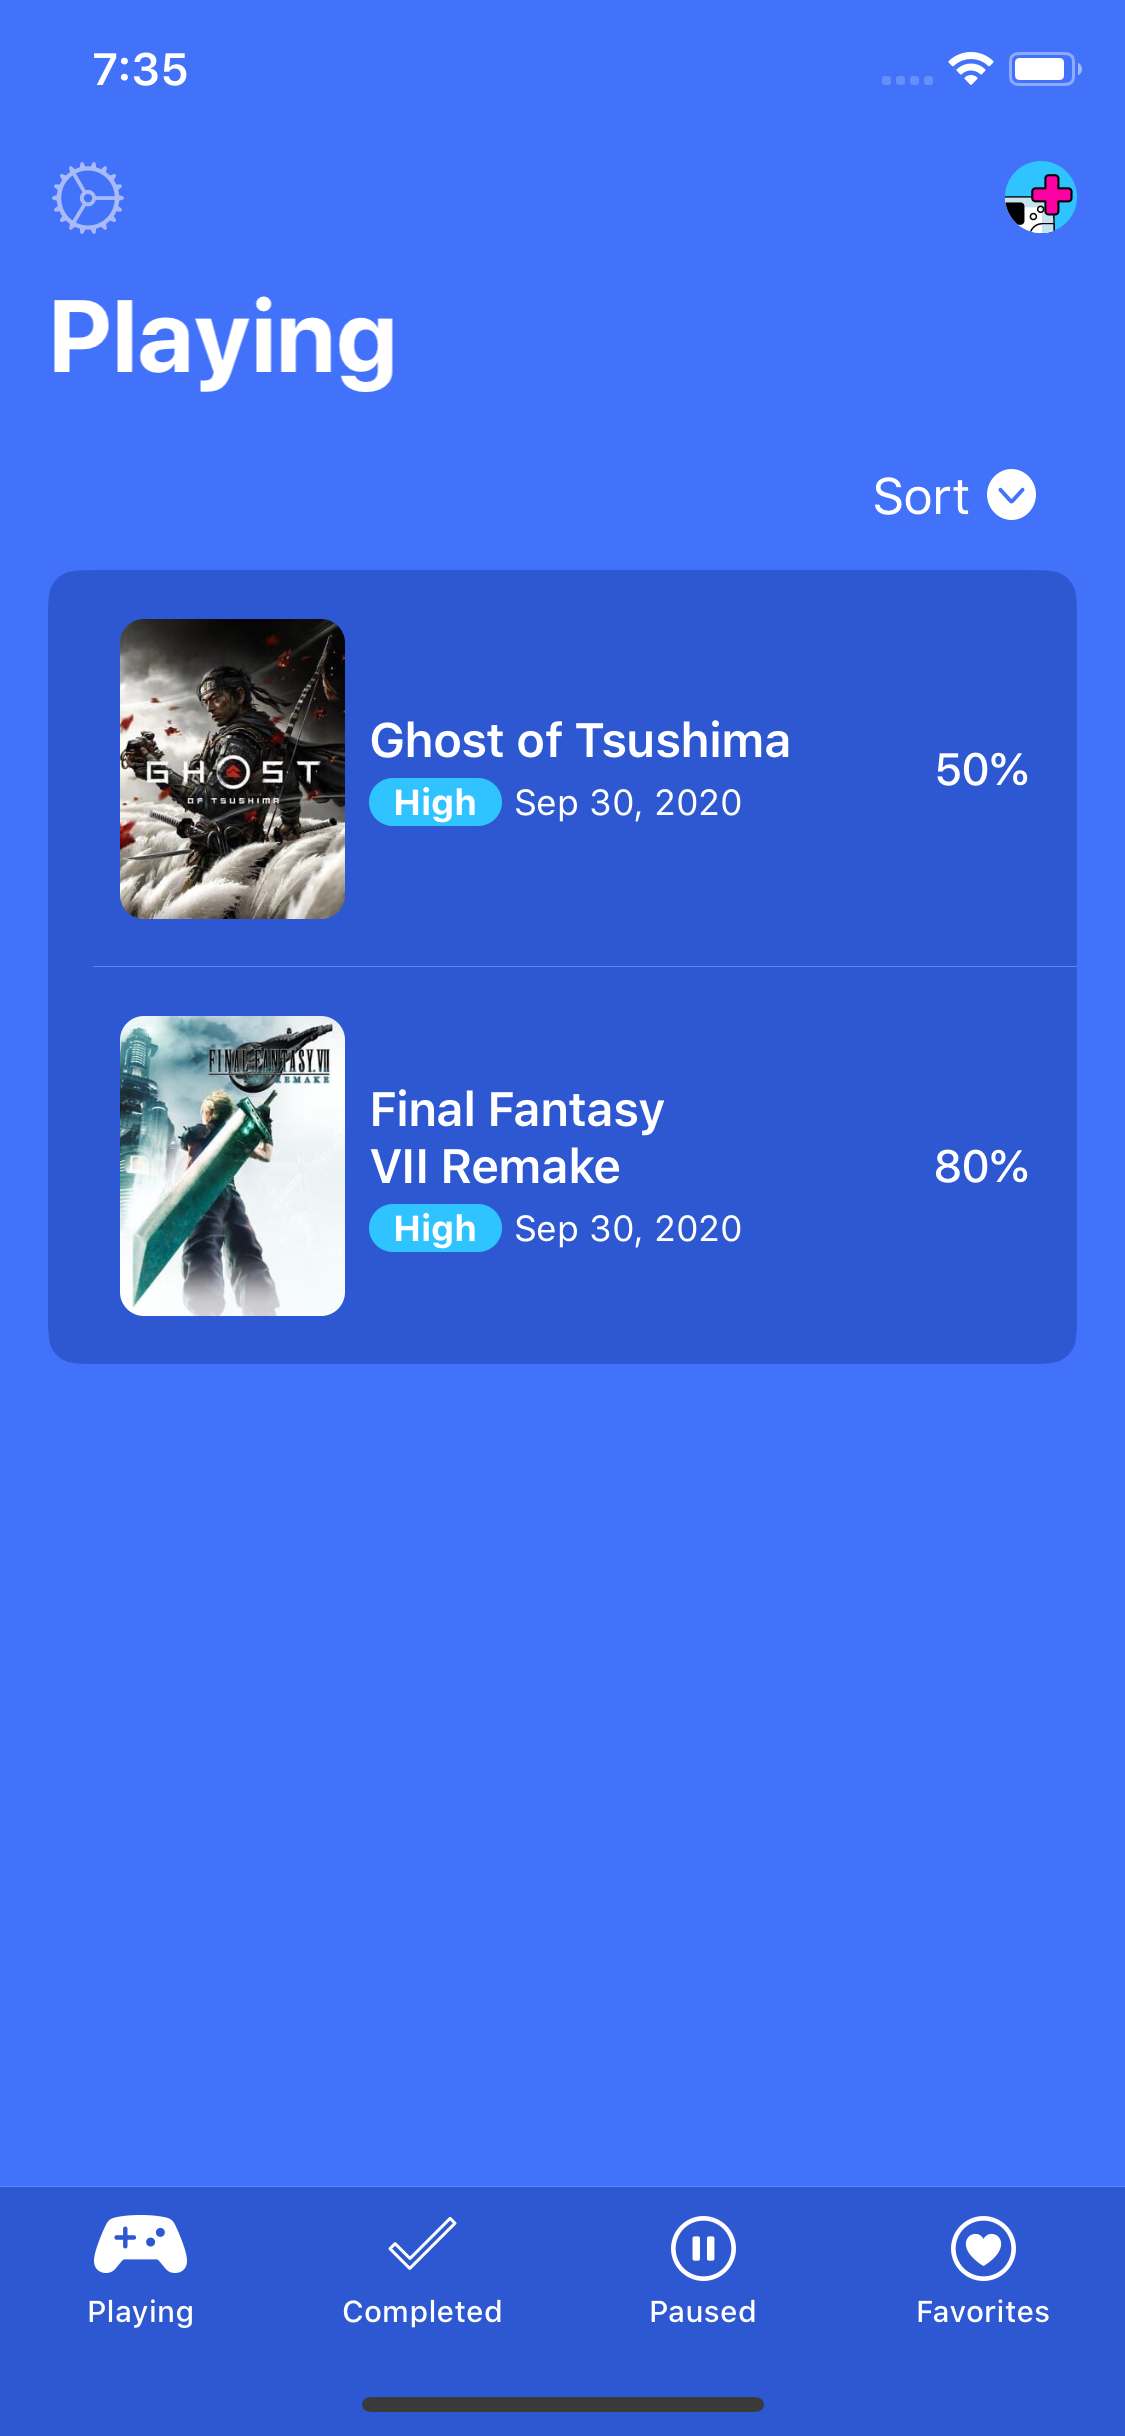 7:35
Playing
Sort
GHOST
OF TSUSHIMA
Ghost of Tsushima
50%
High
Sep 30, 2020
FINAL FANTASY VII
REMAKE
Final Fantasy
VII Remake
80%
High
Sep 30, 2020
Playing
Completed
Paused
Favorites